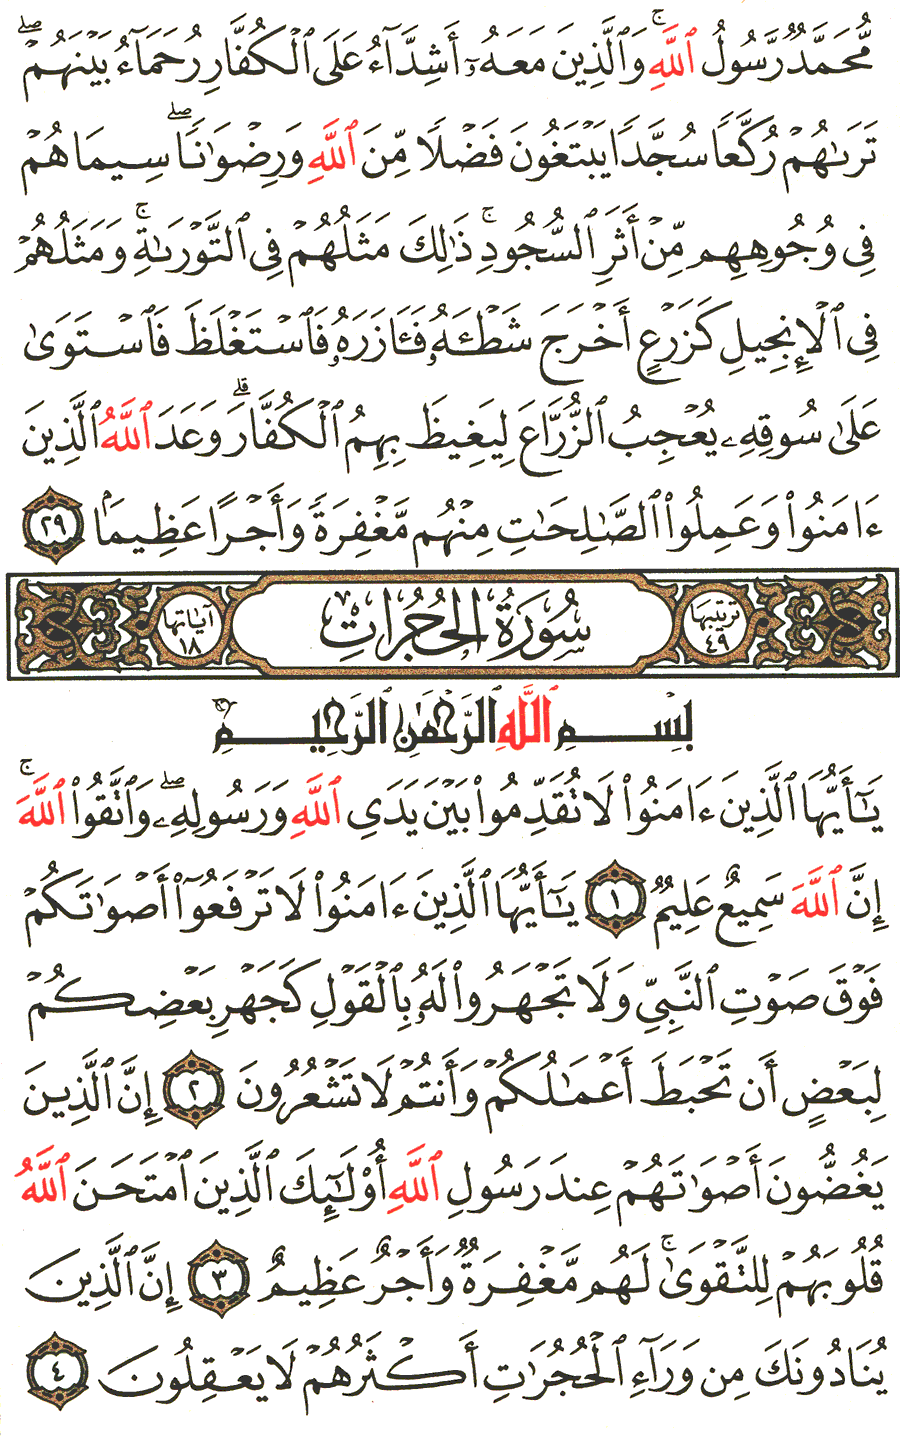 مُّحَمَّدٌ رَّسُولُ ٱللَّهِ ۚ وَٱلَّذِينَ مَعَهُۥٓ أَشِدَّآءُ عَلَى ٱلْكُفَّارِ رُحَمَآءُ بَيْنَهُمْ ۖ
تَرَىٰهُمْ رُكَّعًا سُجَّدًا يَبْتَغُونَ فَضْلًا مِّنَ ٱللَّهِ وَرِضْوَٰنًا ۖ سِيمَاهُمْ
فِى وُجُوهِهِم مِّنْ أَثَرِ ٱلسُّجُودِ ۚ ذَٰلِكَ مَثَلُهُمْ فِى ٱلتَّوْرَىٰةِ ۚ وَمَثَلُهُمْ
فِى ٱلْإِنجِيلِ كَزَرْعٍ أَخْرَجَ شَطْـَٔهُۥ فَـَٔازَرَهُۥ فَٱسْتَغْلَظَ فَٱسْتَوَىٰ
عَلَىٰ سُوقِهِۦ يُعْجِبُ ٱلزُّرَّاعَ لِيَغِيظَ بِهِمُ ٱلْكُفَّارَ ۗ وَعَدَ ٱللَّهُ ٱلَّذِينَ
ءَامَنُوا۟ وَعَمِلُوا۟ ٱلصَّـٰلِحَـٰتِ مِنْهُم مَّغْفِرَةً وَأَجْرًا عَظِيمًۢا ٢٩
ترتيبها ٤٩ سُورَةُ الحُجُرَاتِ آياتها ١٨
بِسْمِ ٱللَّهِ ٱلرَّحْمَـٰنِ ٱلرَّحِيمِ
يَـٰٓأَيُّهَا ٱلَّذِينَ ءَامَنُوا۟ لَا تُقَدِّمُوا۟ بَيْنَ يَدَىِ ٱللَّهِ وَرَسُولِهِۦ ۖ وَٱتَّقُوا۟ ٱللَّهَ ۚ
إِنَّ ٱللَّهَ سَمِيعٌ عَلِيمٌ ١ يَـٰٓأَيُّهَا ٱلَّذِينَ ءَامَنُوا۟ لَا تَرْفَعُوٓا۟ أَصْوَٰتَكُمْ
فَوْقَ صَوْتِ ٱلنَّبِىِّ وَلَا تَجْهَرُوا۟ لَهُۥ بِٱلْقَوْلِ كَجَهْرِ بَعْضِكُمْ
لِبَعْضٍ أَن تَحْبَطَ أَعْمَـٰلُكُمْ وَأَنتُمْ لَا تَشْعُرُونَ ٢ إِنَّ ٱلَّذِينَ
يَغُضُّونَ أَصْوَٰتَهُمْ عِندَ رَسُولِ ٱللَّهِ أُو۟لَـٰٓئِكَ ٱلَّذِينَ ٱمْتَحَنَ ٱللَّهُ
قُلُوبَهُمْ لِلتَّقْوَىٰ ۚ لَهُم مَّغْفِرَةٌ وَأَجْرٌ عَظِيمٌ ٣ إِنَّ ٱلَّذِينَ
يُنَادُونَكَ مِن وَرَآءِ ٱلْحُجُرَٰتِ أَكْثَرُهُمْ لَا يَعْقِلُونَ ٤